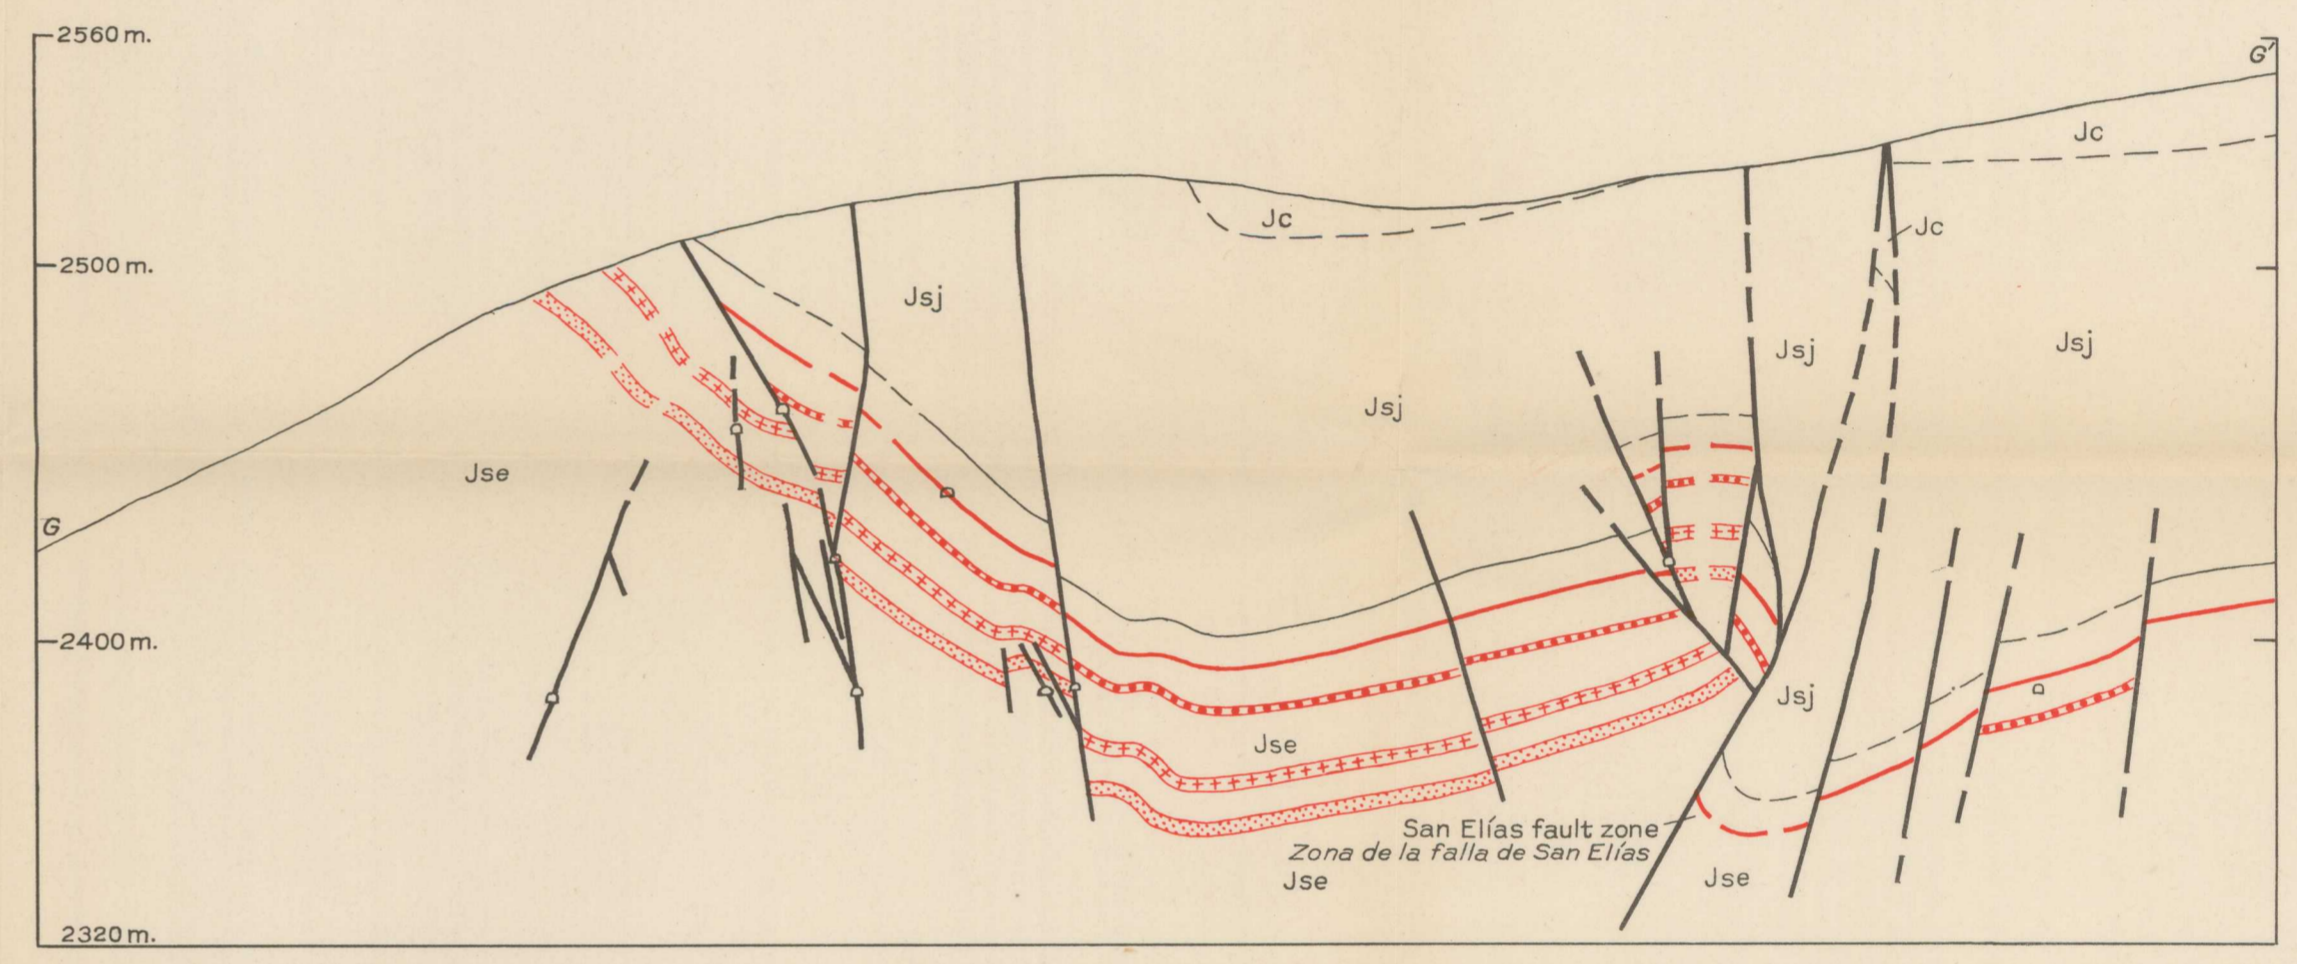 2560 m.
G'
Jc
Jc
Jc
2500 m.
Jsj
Jsj
Jsj
Jsj
Jse
G
2400 m.
Jsj
Jse
San Elías fault zone
Zona de la falla de San Elías
Jse
Jse
2320 m.